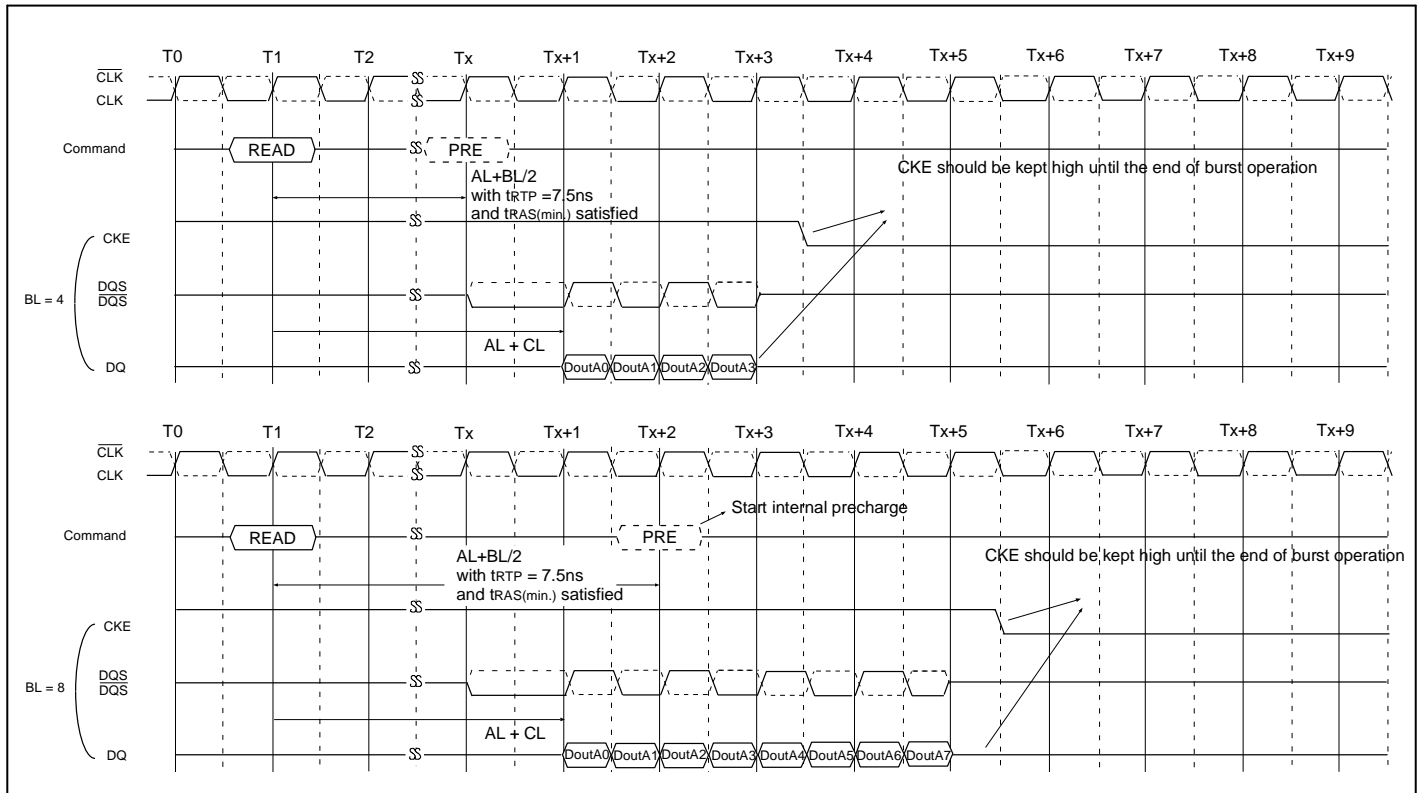 T0 T1 T2 Tx Tx+1 Tx+2 Tx+3 Tx+4 Tx+5 Tx+6 Tx+7 Tx+8 Tx+9
CLK
CLK
Command READ PRE
CKE should be kept high until the end of burst operation
AL+BL/2
with tRTP =7.5ns
and tRAS(min.) satisfied
CKE
BL = 4
DQS
DQS
AL + CL
DQ DoutA0 DoutA1 DoutA2 DoutA3
T0 T1 T2 Tx Tx+1 Tx+2 Tx+3 Tx+4 Tx+5 Tx+6 Tx+7 Tx+8 Tx+9
CLK
CLK
Start internal precharge
Command READ PRE
AL+BL/2
with tRTP = 7.5ns
and tRAS(min.) satisfied
CKE should be kept high until the end of burst operation
CKE
BL = 8
DQS
DQS
AL + CL
DQ DoutA0 DoutA1 DoutA2 DoutA3 DoutA4 DoutA5 DoutA6 DoutA7